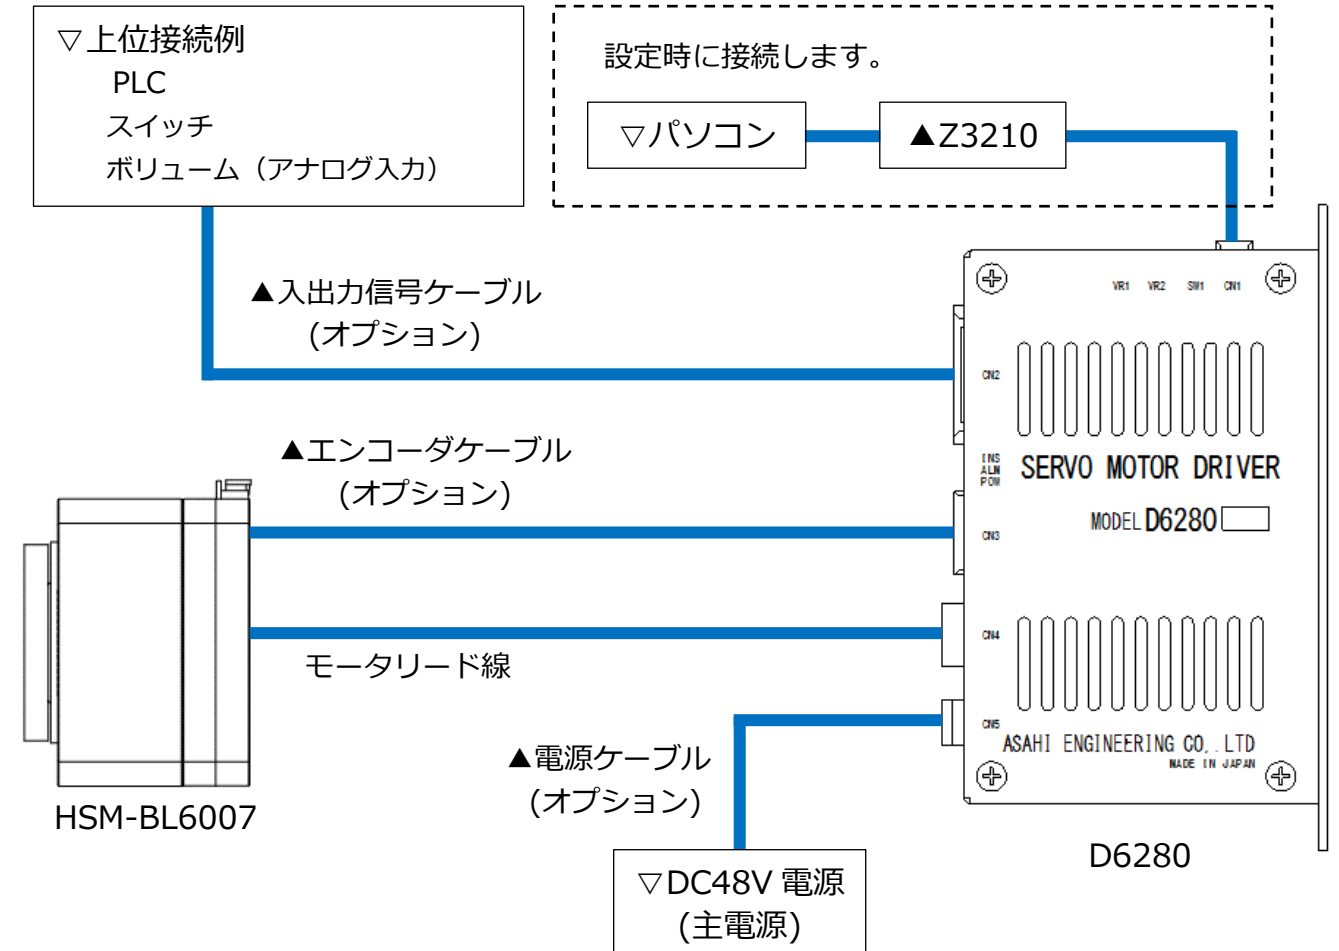 ▽上位接続例
PLC
スイッチ
ボリューム（アナログ入力）
設定時に接続します。
▽パソコン
▲Z3210
▲入出力信号ケーブル
(オプション)
▲エンコーダケーブル
(オプション)
モータリード線
▲電源ケーブル
(オプション)
▽DC48V 電源
(主電源)
HSM-BL6007
VR1 VR2 SW1 CN1
CN2
INS
ALM
POW
SERVO MOTOR DRIVER
MODEL D6280
CN3
CN4
CN5
ASAHI ENGINEERING CO,.LTD
MADE IN JAPAN
D6280